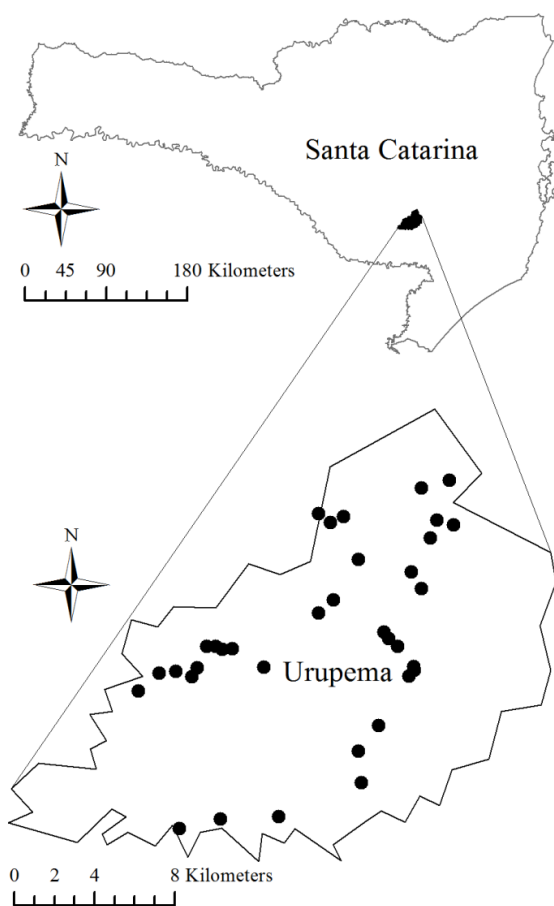 Santa Catarina
N
0 45 90 180 Kilometers
N
Urupema
0 2 4 8 Kilometers